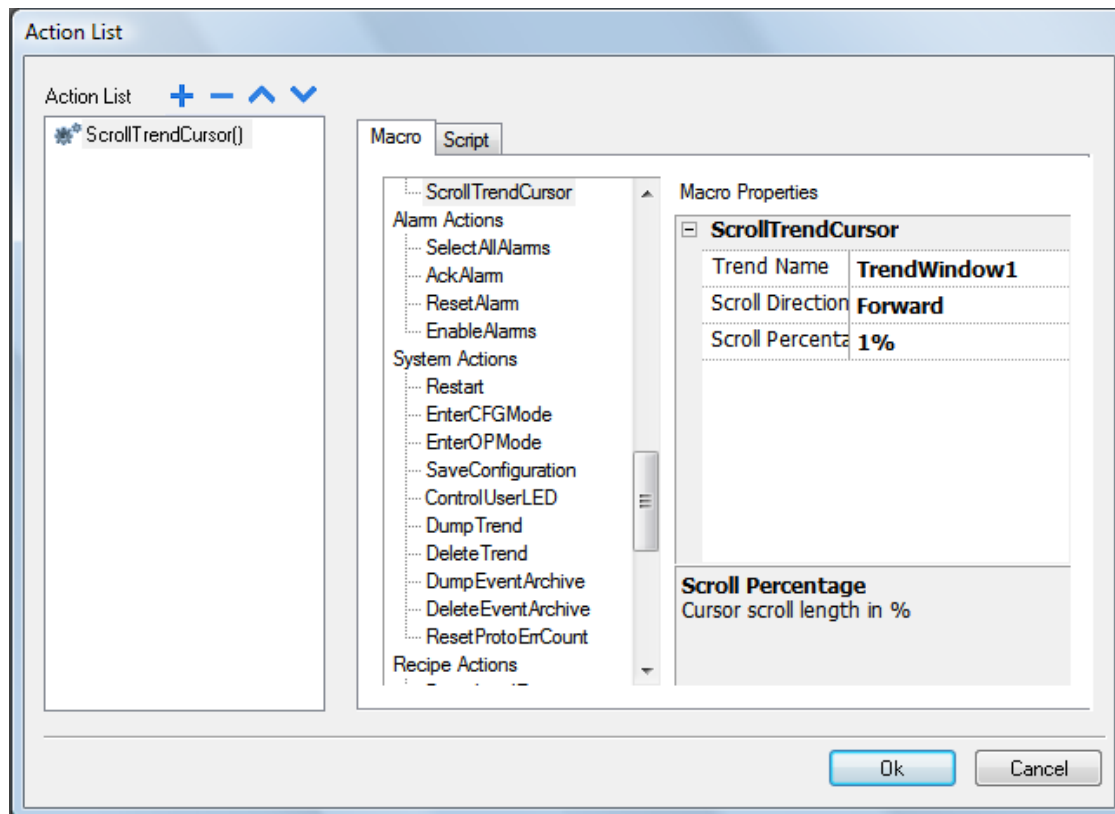 Action List
Action List
ScrollTrendCursor()
Macro
Script
ScrollTrendCursor
Alarm Actions
SelectAllAlarms
AckAlarm
ResetAlarm
EnableAlarms
System Actions
Restart
EnterCFGMode
EnterOPMode
SaveConfiguration
ControlUserLED
DumpTrend
DeleteTrend
DumpEventArchive
DeleteEventArchive
ResetProtoErrCount
Recipe Actions
Macro Properties
ScrollTrendCursor
Trend Name TrendWindow1
Scroll Direction Forward
Scroll Percenta 1%
Scroll Percentage
Cursor scroll length in %
Ok
Cancel